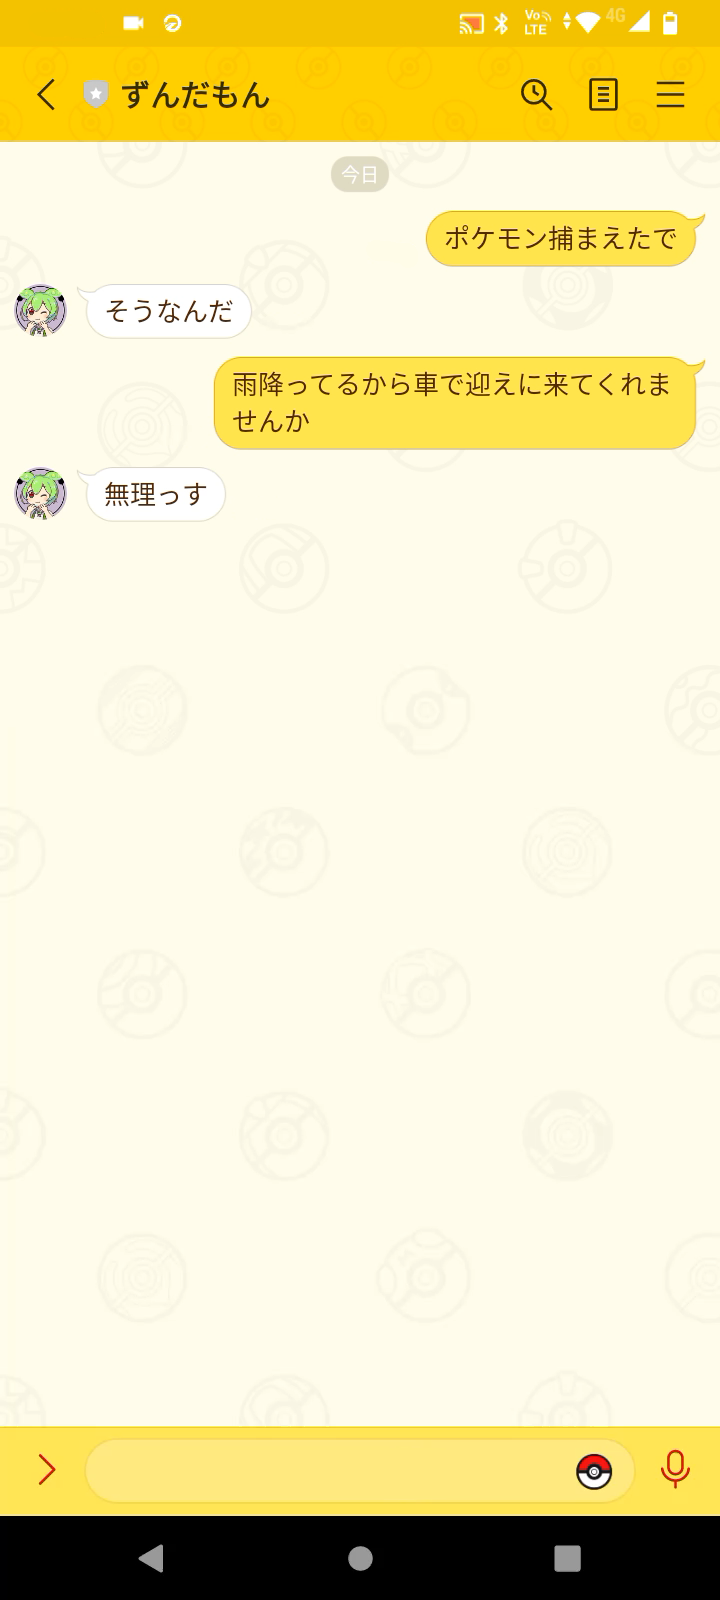 Vo
LTE
4G
ずんだもん
今日
ポケモン捕まえたで
そうなんだ
雨降ってるから車で迎えに来てくれま
せんか
無理っす